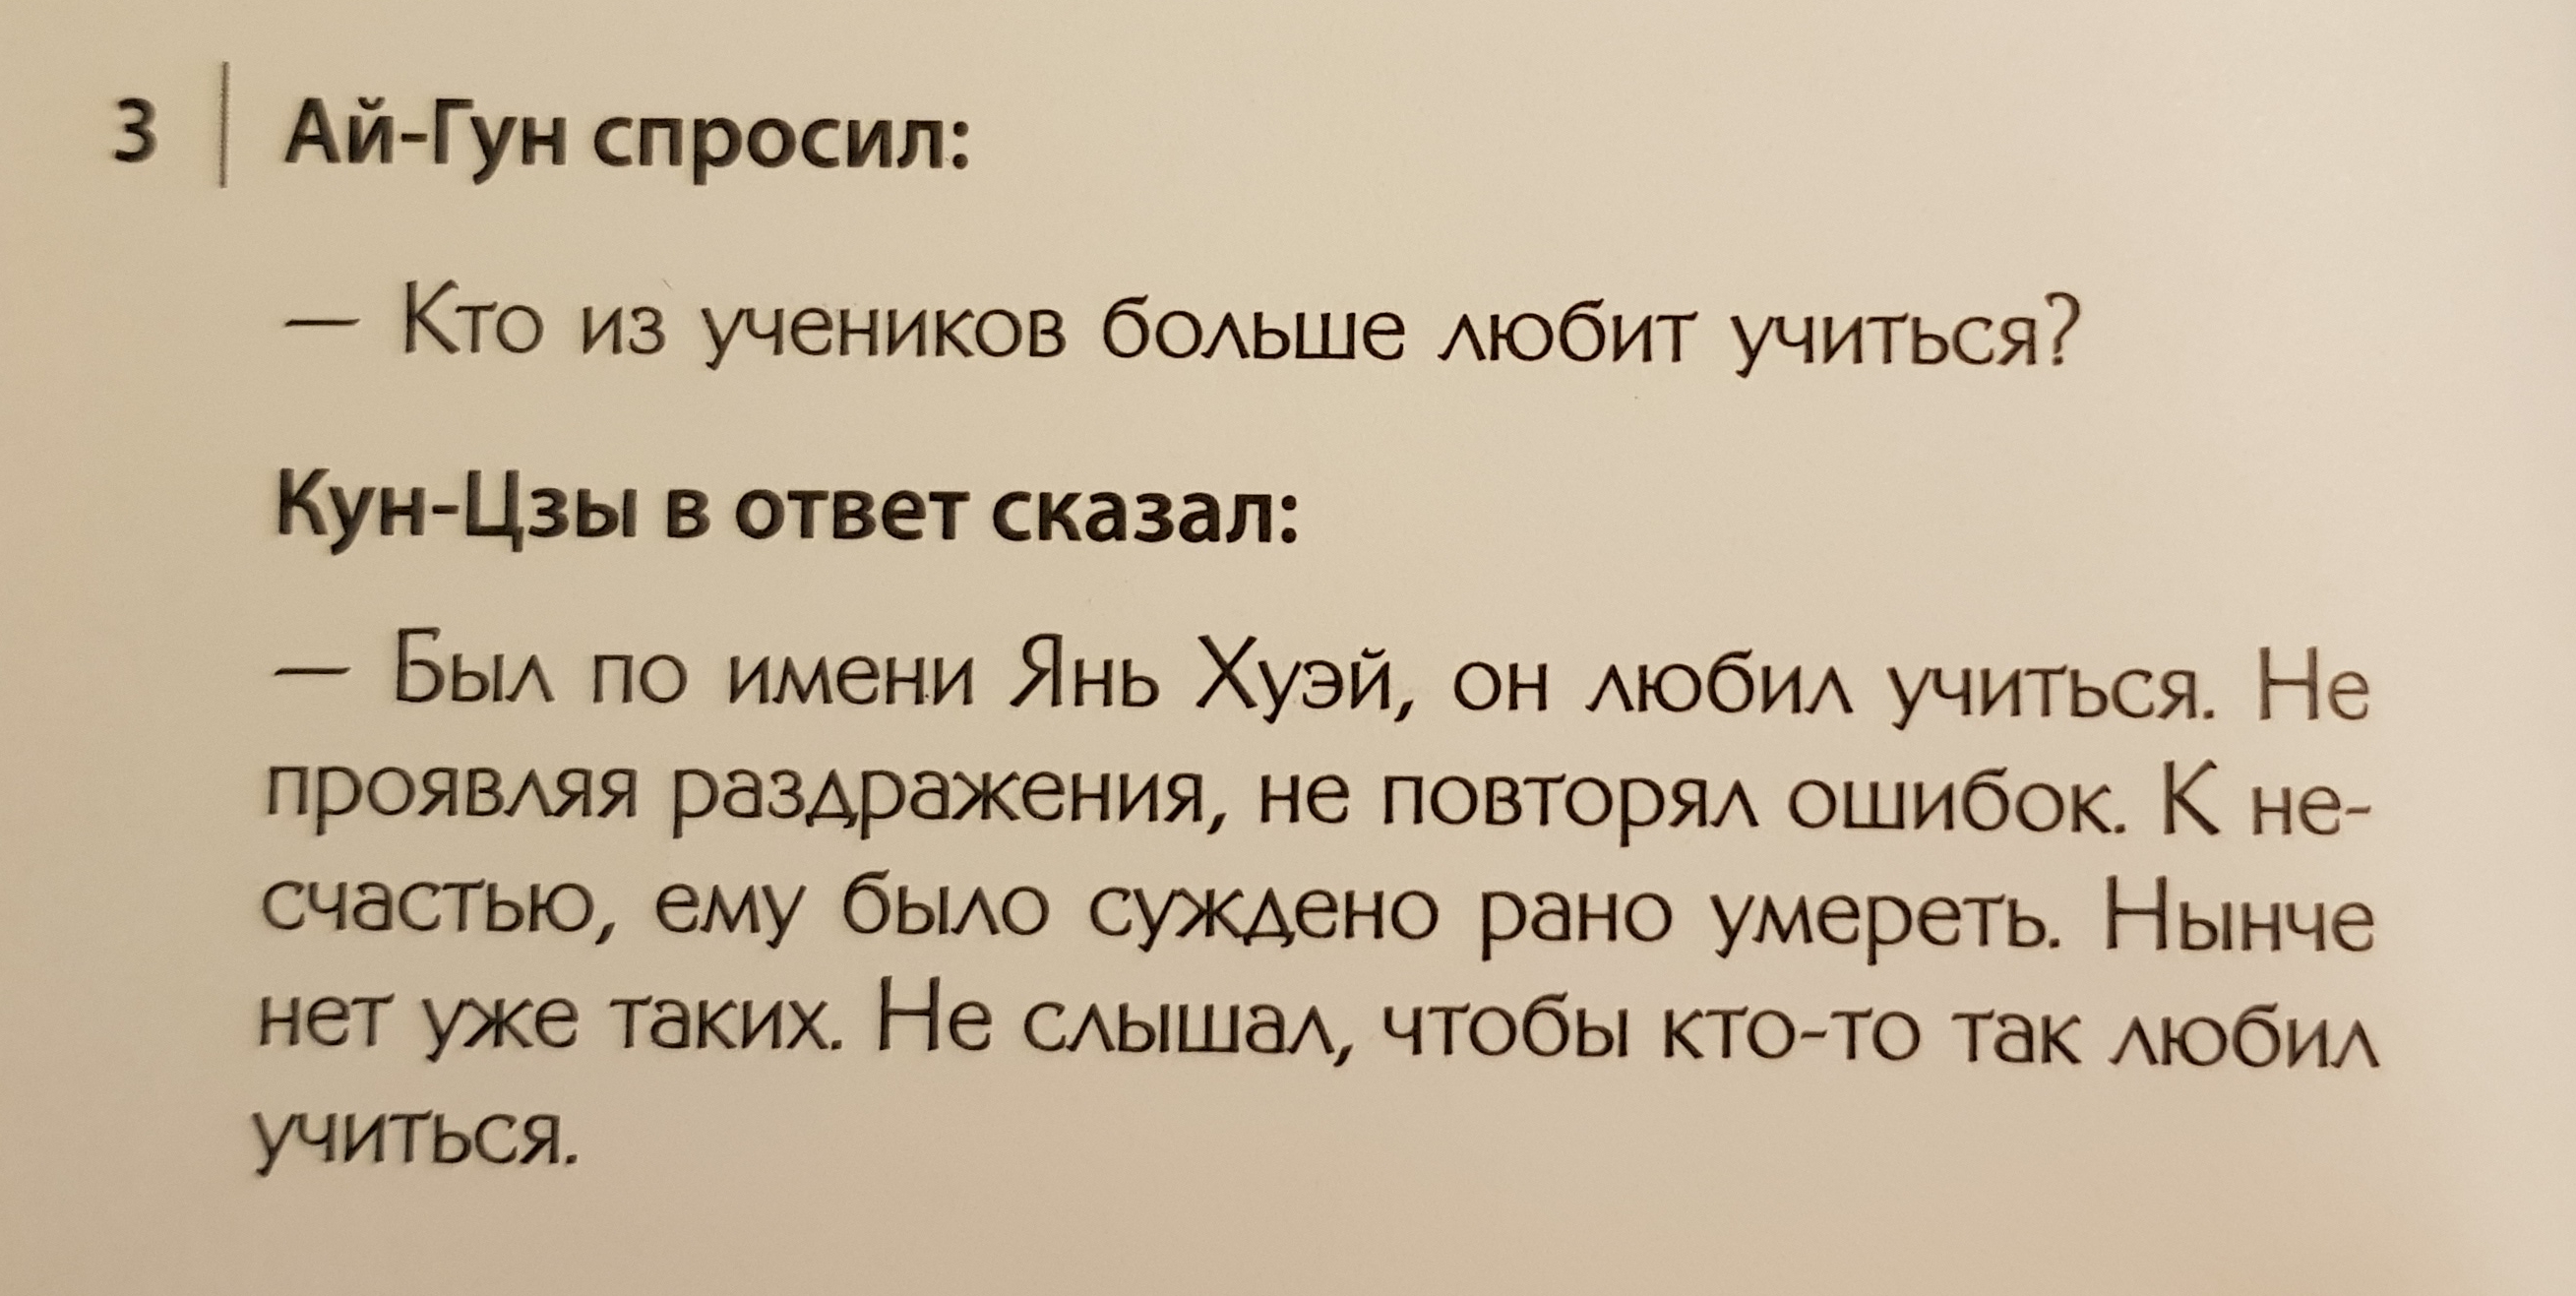 3 Ай-Гун спросил:
— Кто из учеников больше любит учиться?
Кун-Цзы в ответ сказал:
— Был по имени Янь Хуэй, он любил учиться. Не
проявляя раздражения, не повторял ошибок. К не-
счастью, ему было суждено рано умереть. Нынче
нет уже таких. Не слышал, чтобы кто-то так любил
учиться.